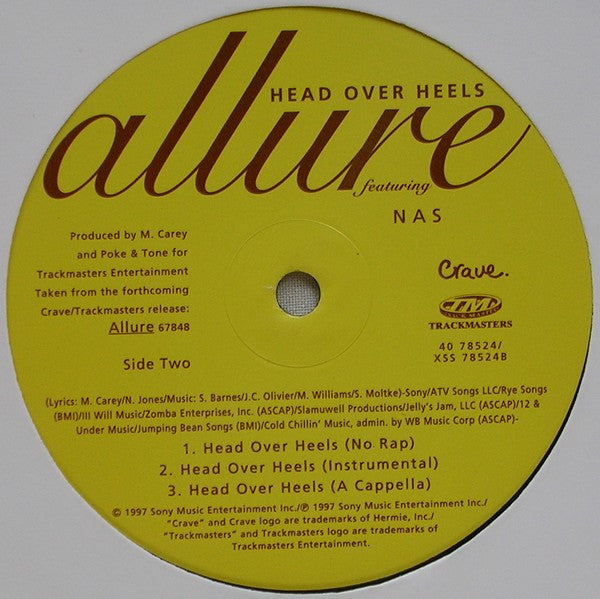 HEAD OVER HEELS
allure
featuring
NAS
Produced by M. Carey
and Poke & Tone for
Trackmasters Entertainment
Taken from the forthcoming
Crave/Trackmasters release:
Allure 67848
Side Two
Crave.
TM
TRACK MASTERS
TRACKMASTERS
40 78524/
XSS 78524B
(Lyrics: M. Carey/N. Jones/Music: S. Barnes/J.C. Olivier/M. Williams/S. Moltke)-Sony/ATV Songs LLC/Rye Songs
(BMI)/Ill Will Music/Zomba Enterprises, Inc. (ASCAP)/Slamuwell Productions/Jelly's Jam, LLC (ASCAP)/12 &
Under Music/Jumping Bean Songs (BMI)/Cold Chillin' Music, admin. by WB Music Corp (ASCAP)-
1. Head Over Heels (No Rap)
2. Head Over Heels (Instrumental)
3. Head Over Heels (A Cappella)
© 1997 Sony Music Entertainment Inc./℗ 1997 Sony Music Entertainment Inc./
"Crave" and Crave logo are trademarks of Hermie, Inc./
"Trackmasters" and Trackmasters logo are trademarks of
Trackmasters Entertainment.